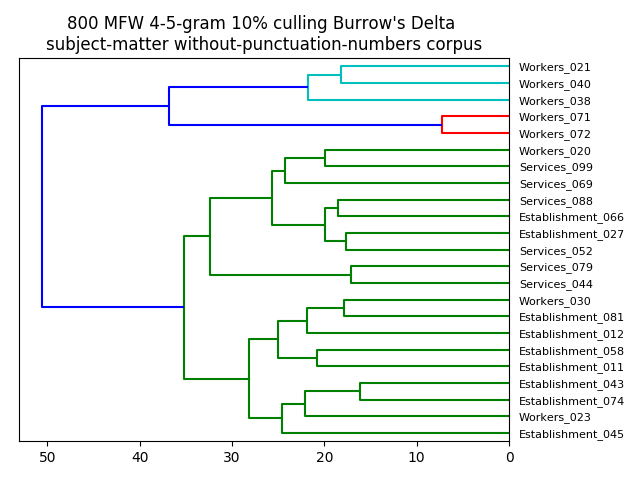 800 MFW 4-5-gram 10% culling Burrow's Delta
subject-matter without-punctuation-numbers corpus
Workers_021
Workers_040
Workers_038
Workers_071
Workers_072
Workers_020
Services_099
Services_069
Services_088
Establishment_066
Establishment_027
Services_052
Services_079
Services_044
Workers_030
Establishment_081
Establishment_012
Establishment_058
Establishment_011
Establishment_043
Establishment_074
Workers_023
Establishment_045
50 40 30 20 10 0